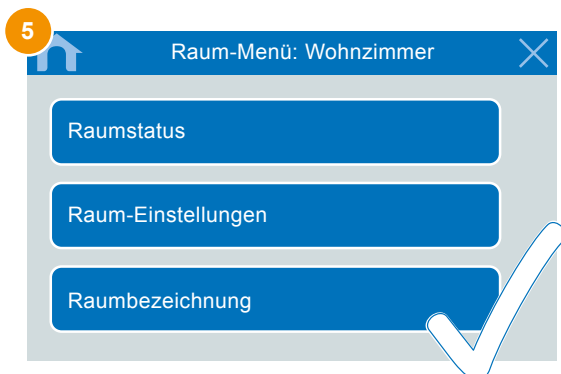 5
Raum-Menü: Wohnzimmer
Raumstatus
Raum-Einstellungen
Raumbezeichnung